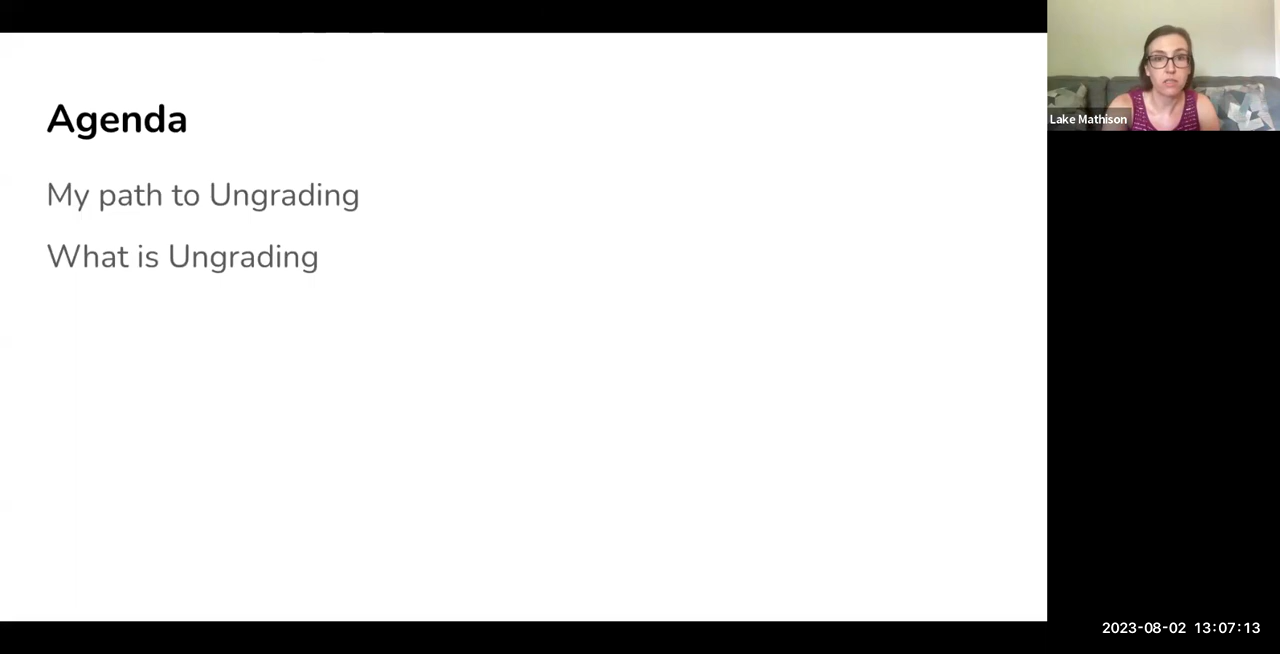 Agenda
My path to Ungrading
What is Ungrading
Lake Mathison
2023-08-02 13:07:13